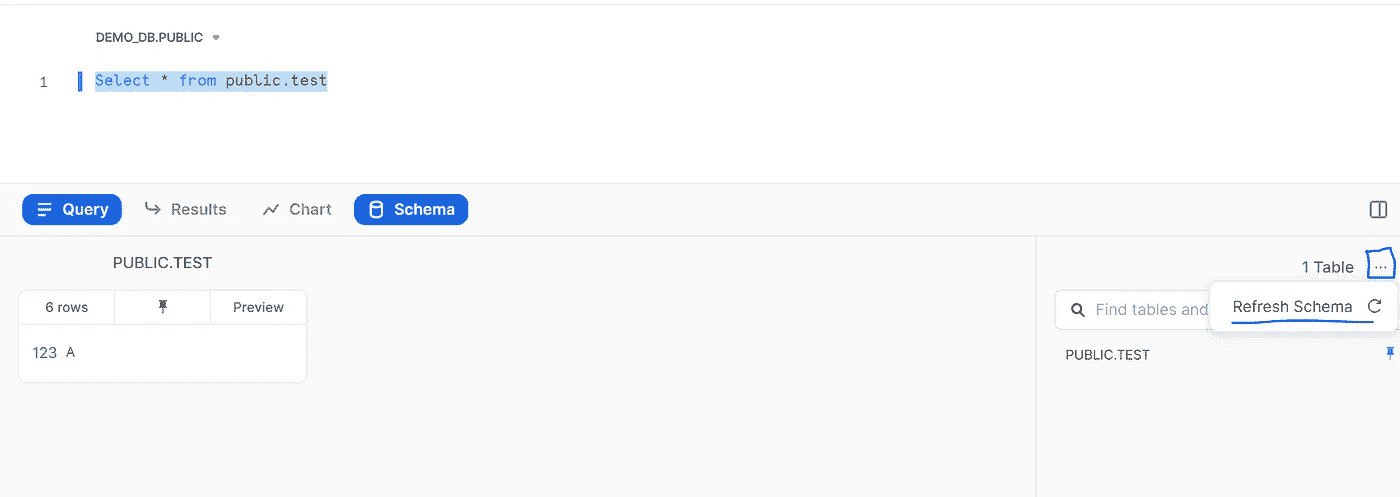 DEMO_DB.PUBLIC
1 Select * from public.test
Query Results Chart Schema
PUBLIC.TEST
6 rows Preview
123 A
1 Table ...
Find tables and
Refresh Schema
PUBLIC.TEST